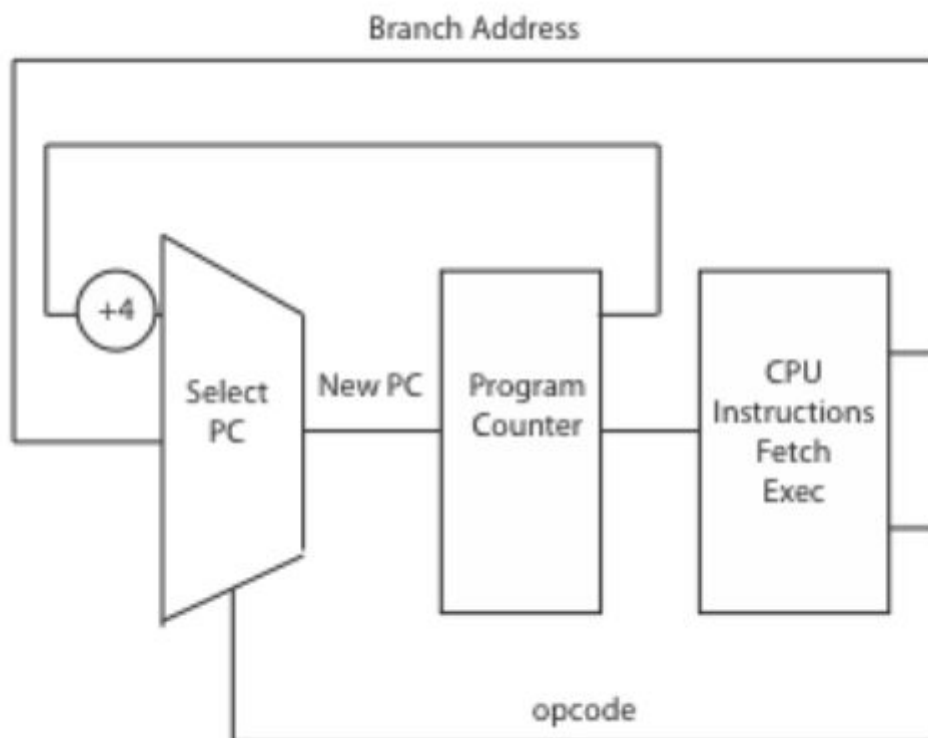 Branch Address
+4
Select
PC
New PC
Program
Counter
CPU
Instructions
Fetch
Exec
opcode